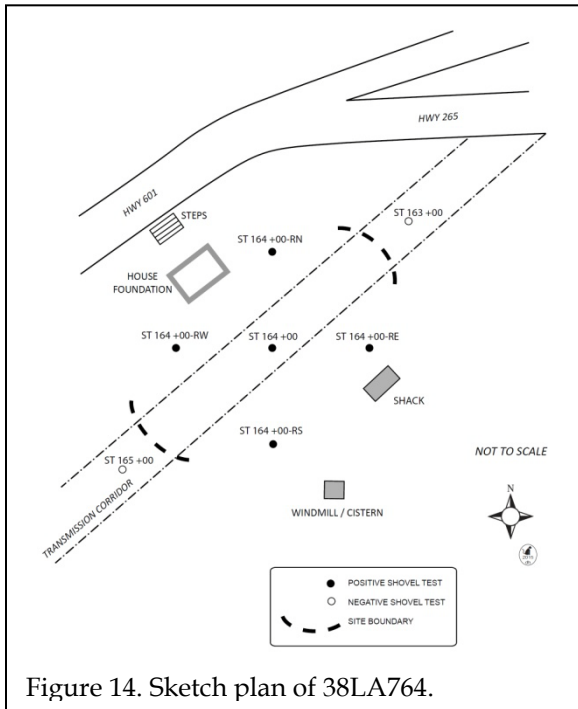 HWY 265
HWY 601
ST 163 +00
STEPS
ST 164 +00-RN
HOUSE
FOUNDATION
ST 164 +00-RW
ST 164 +00
ST 164 +00-RE
SHACK
ST 164 +00-RS
NOT TO SCALE
ST 165 +00
N
WINDMILL / CISTERN
TRANSMISSION CORRIDOR
POSITIVE SHOVEL TEST
NEGATIVE SHOVEL TEST
SITE BOUNDARY
Figure 14. Sketch plan of 38LA764.